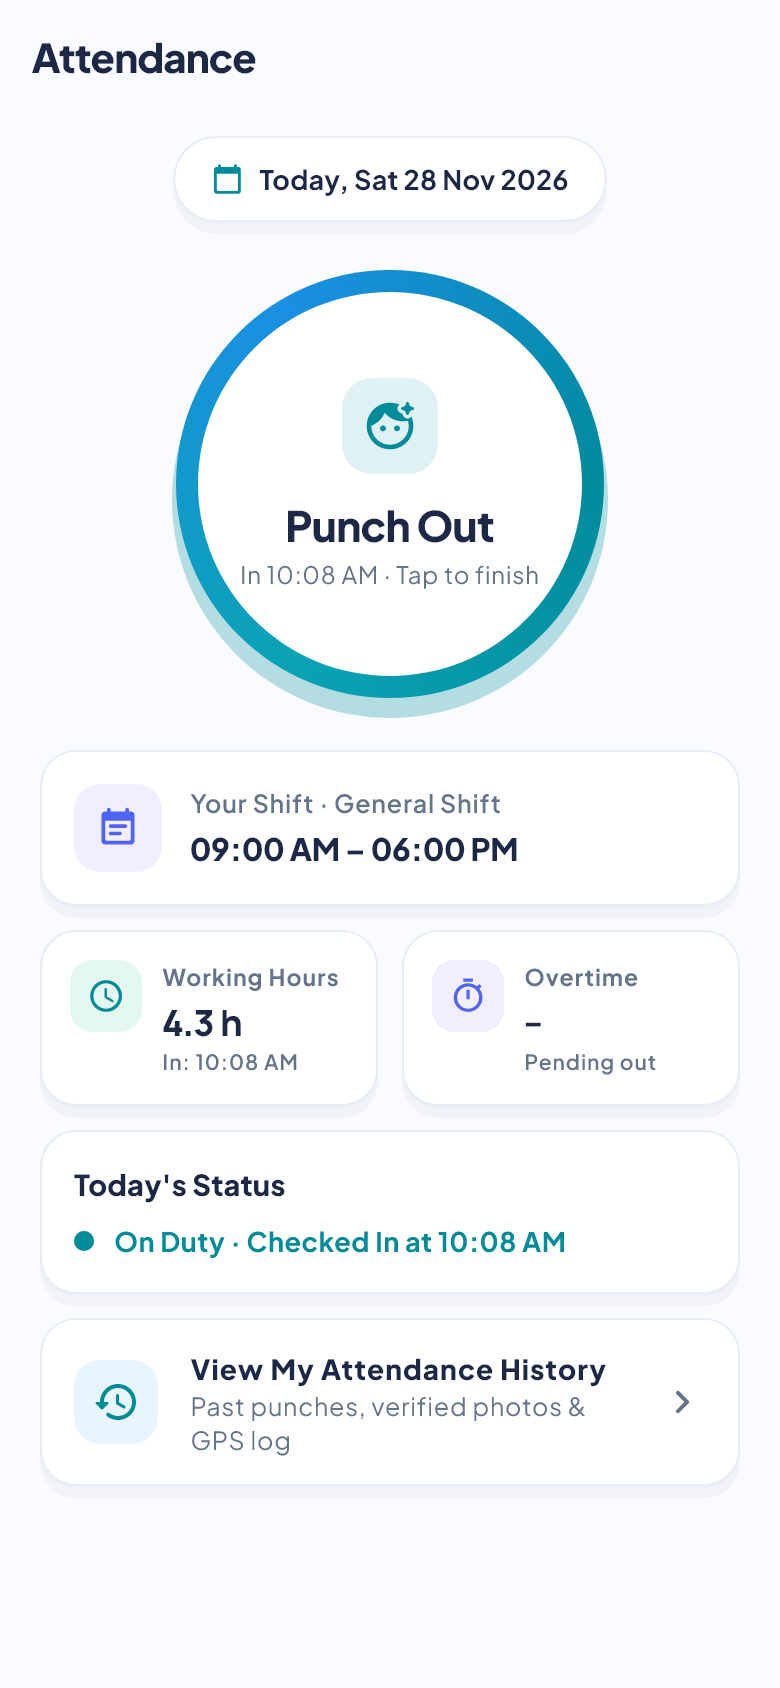 Attendance
Today, Sat 28 Nov 2026
Punch Out
In 10:08 AM · Tap to finish
Your Shift · General Shift
09:00 AM – 06:00 PM
Working Hours
4.3 h
In: 10:08 AM
Overtime
–
Pending out
Today's Status
On Duty · Checked In at 10:08 AM
View My Attendance History
Past punches, verified photos &
GPS log